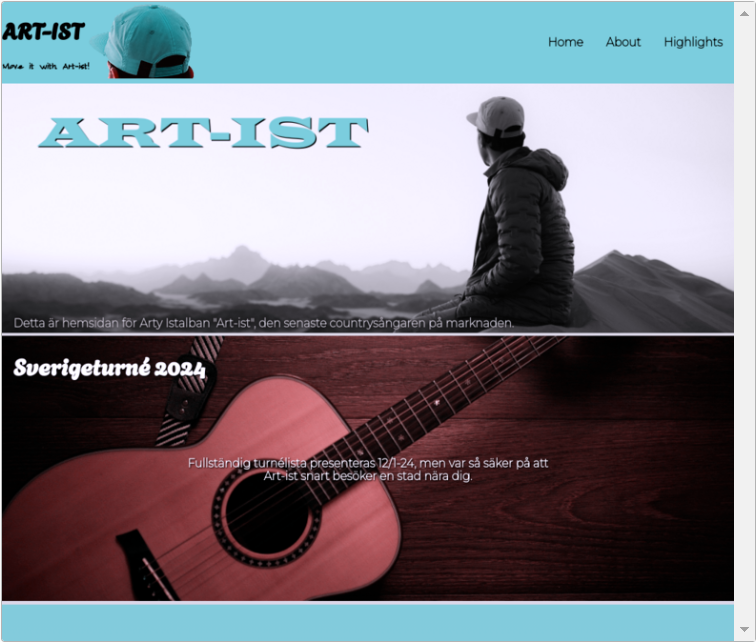 ART-IST
Move it with Art-ist!
Home About Highlights
ART-IST
Detta är hemsidan för Arty Istalban "Art-ist", den senaste countrysångaren på marknaden.
Sverigeturné 2024
Fullständig turnélista presenteras 12/1-24, men var så säker på att
Art-ist snart besöker en stad nära dig.